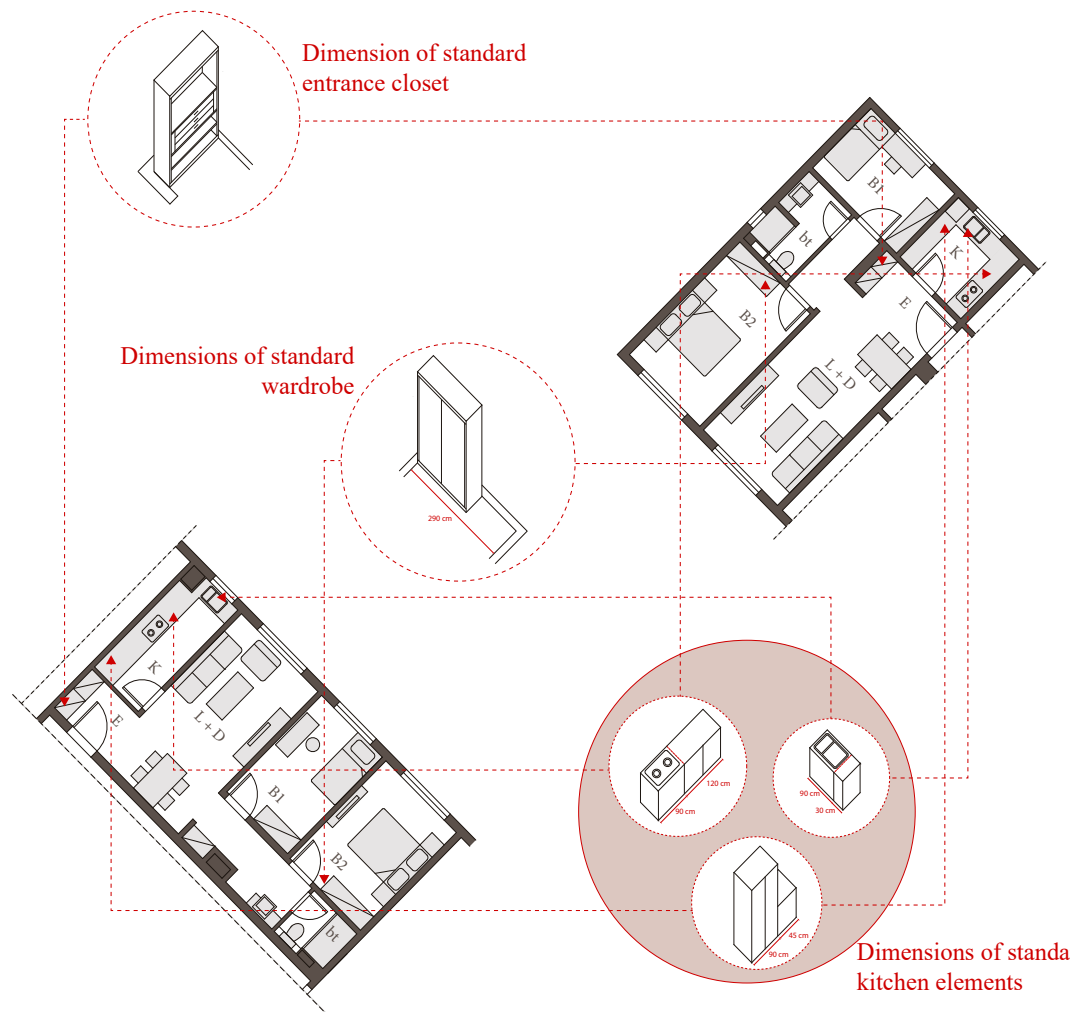 Dimension of standard
entrance closet
B1
bt
K
B2
E
L + D
Dimensions of standard
wardrobe
290 cm
K
E
L + D
B1
B2
bt
120 cm
90 cm
90 cm
30 cm
45 cm
90 cm
Dimensions of standa
kitchen elements